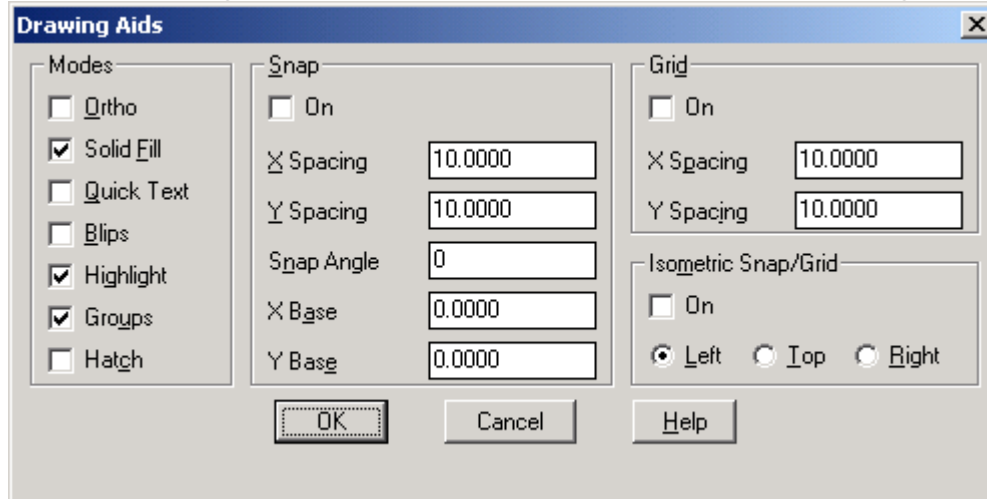 Drawing Aids
Modes
Ortho
Solid Fill
Quick Text
Blips
Highlight
Groups
Hatch
Snap
On
X Spacing 10.0000
Y Spacing 10.0000
Snap Angle 0
X Base 0.0000
Y Base 0.0000
Grid
On
X Spacing 10.0000
Y Spacing 10.0000
Isometric Snap/Grid
On
Left Top Right
OK Cancel Help